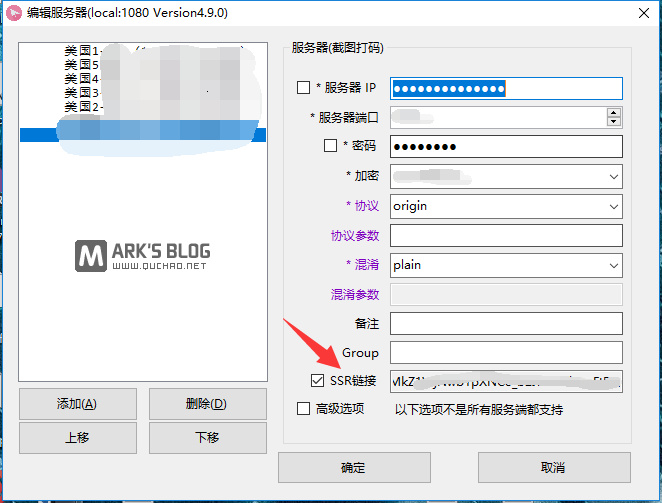 编辑服务器(local:1080 Version4.9.0)
服务器(截图打码)
美国1-
美国5
美国4-
美国3-
美国2-
* 服务器 IP
●●●●●●●●●●●●●●
* 服务器端口
* 密码
●●●●●●●●
* 加密
* 协议 origin
协议参数
* 混淆 plain
混淆参数
备注
Group
SSR链接
高级选项 以下选项不是所有服务端都支持
MARK'S BLOG
WWW.QUCHAO.NET
添加(A) 删除(D)
上移 下移
确定 取消